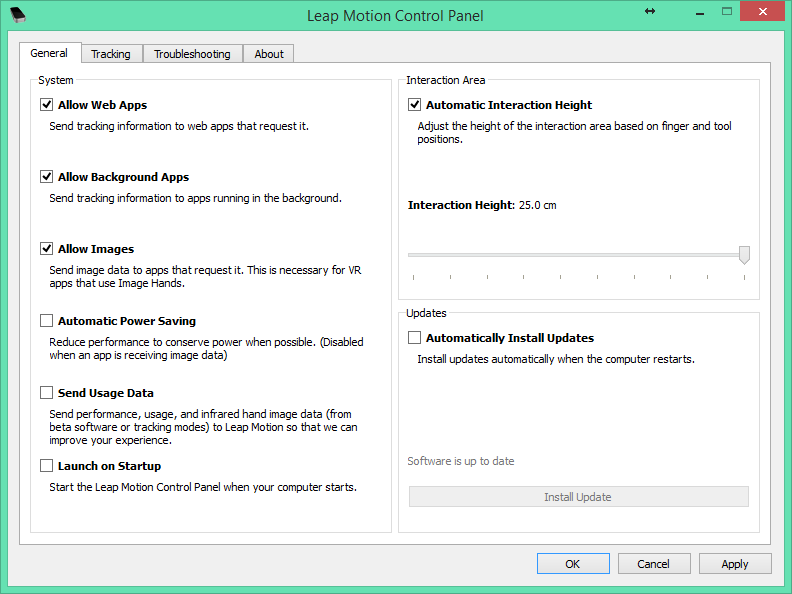 Leap Motion Control Panel
General
Tracking
Troubleshooting
About
System
Allow Web Apps
Send tracking information to web apps that request it.
Allow Background Apps
Send tracking information to apps running in the background.
Allow Images
Send image data to apps that request it. This is necessary for VR
apps that use Image Hands.
Automatic Power Saving
Reduce performance to conserve power when possible. (Disabled
when an app is receiving image data)
Send Usage Data
Send performance, usage, and infrared hand image data (from
beta software or tracking modes) to Leap Motion so that we can
improve your experience.
Launch on Startup
Start the Leap Motion Control Panel when your computer starts.
Interaction Area
Automatic Interaction Height
Adjust the height of the interaction area based on finger and tool
positions.
Interaction Height: 25.0 cm
Updates
Automatically Install Updates
Install updates automatically when the computer restarts.
Software is up to date
Install Update
OK
Cancel
Apply